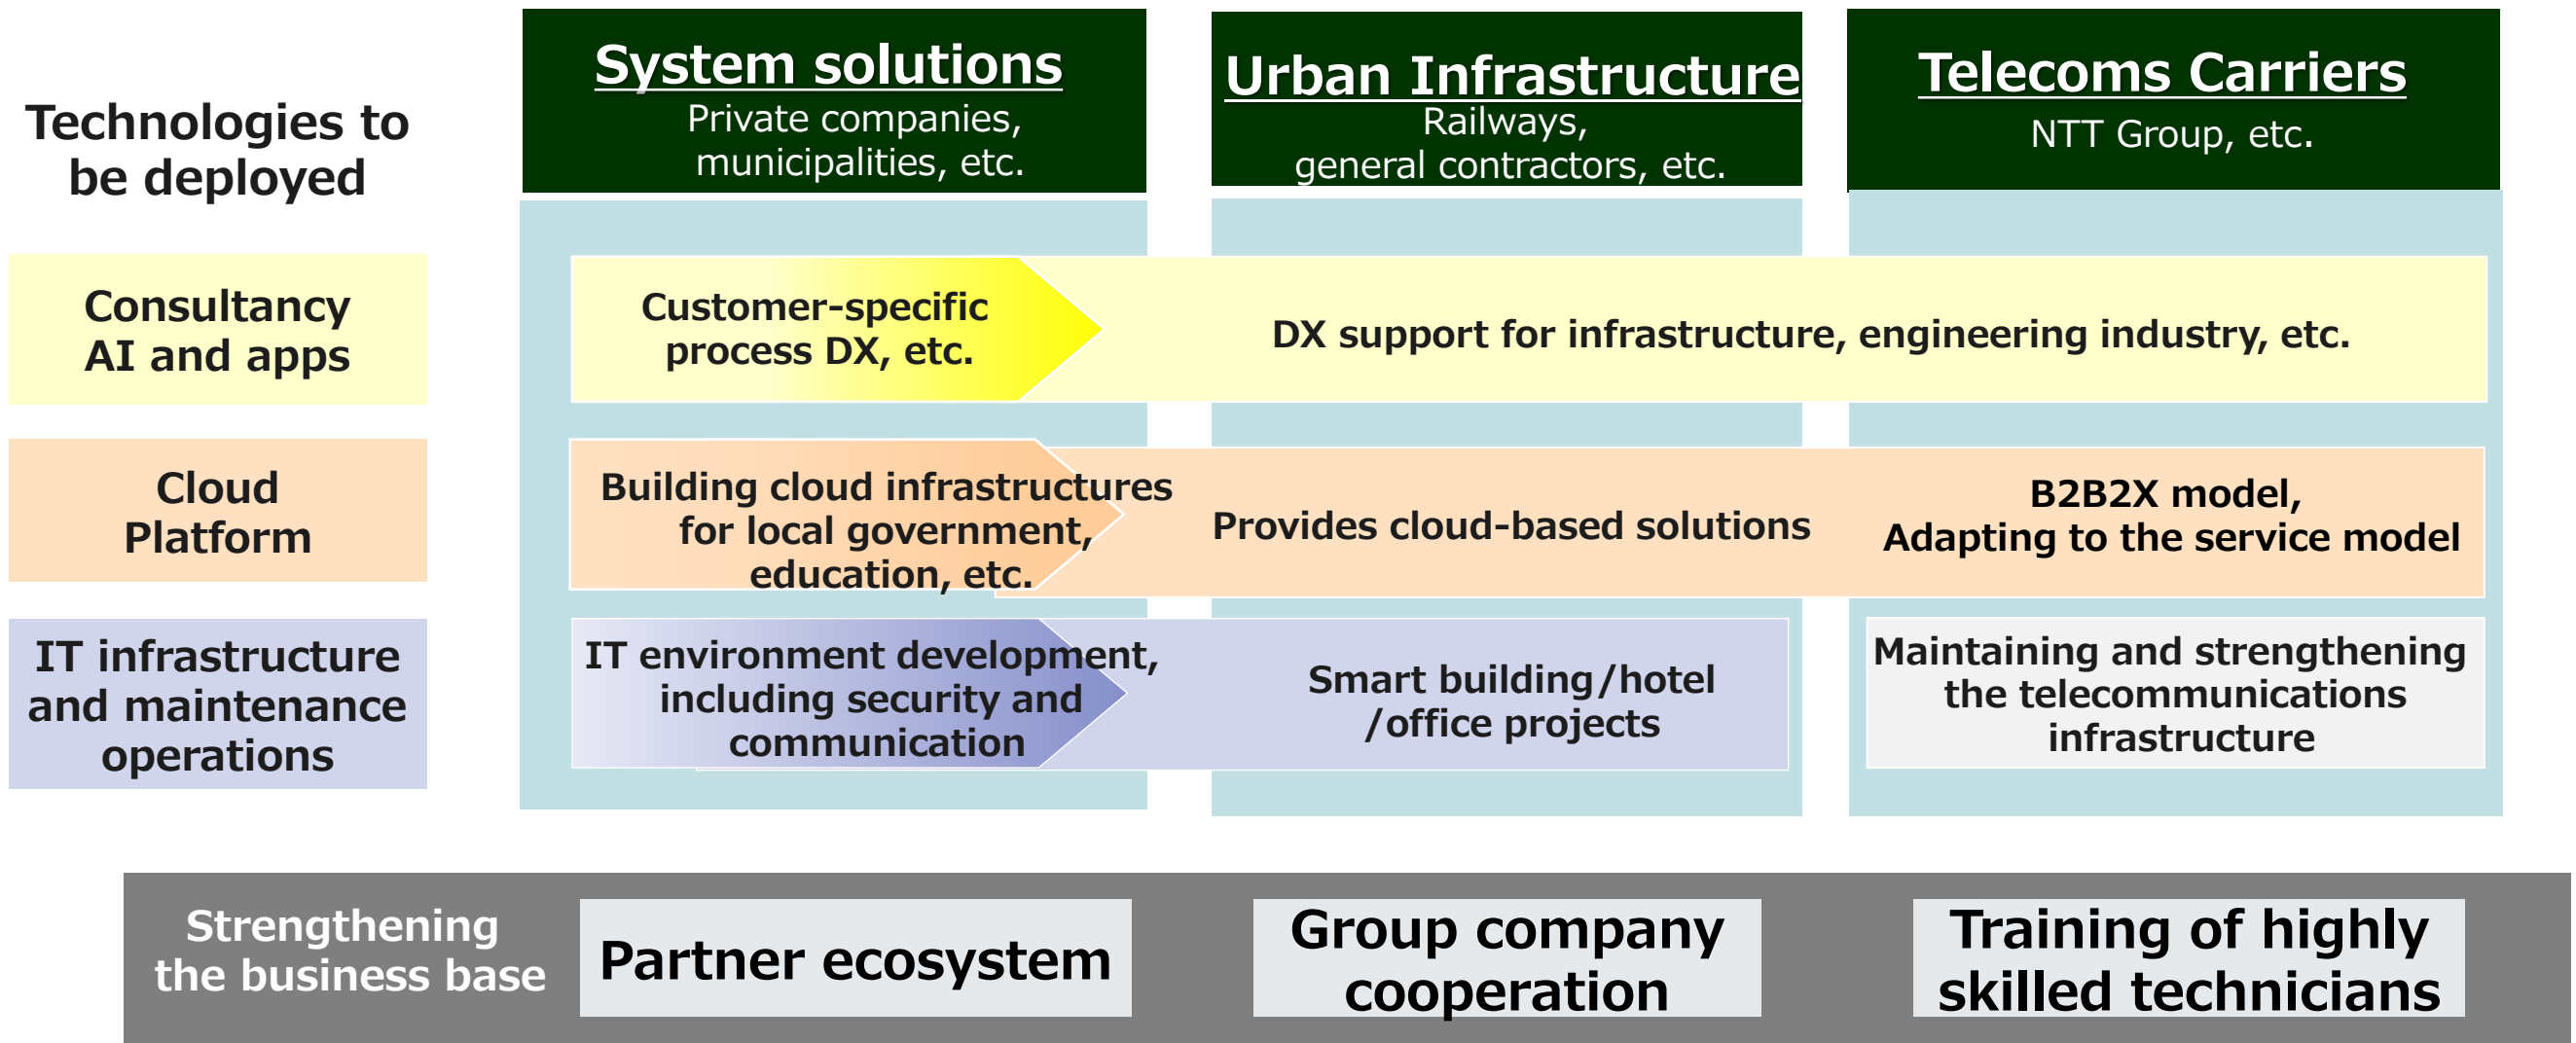 Technologies to
be deployed
System solutions
Private companies,
municipalities, etc.
Urban Infrastructure
Railways,
general contractors, etc.
Telecoms Carriers
NTT Group, etc.
Consultancy
AI and apps
Customer-specific
process DX, etc.
DX support for infrastructure, engineering industry, etc.
Cloud
Platform
Building cloud infrastructures
for local government,
education, etc.
Provides cloud-based solutions
B2B2X model,
Adapting to the service model
IT infrastructure
and maintenance
operations
IT environment development,
including security and
communication
Smart building/hotel
/office projects
Maintaining and strengthening
the telecommunications
infrastructure
Strengthening
the business base
Partner ecosystem
Group company
cooperation
Training of highly
skilled technicians